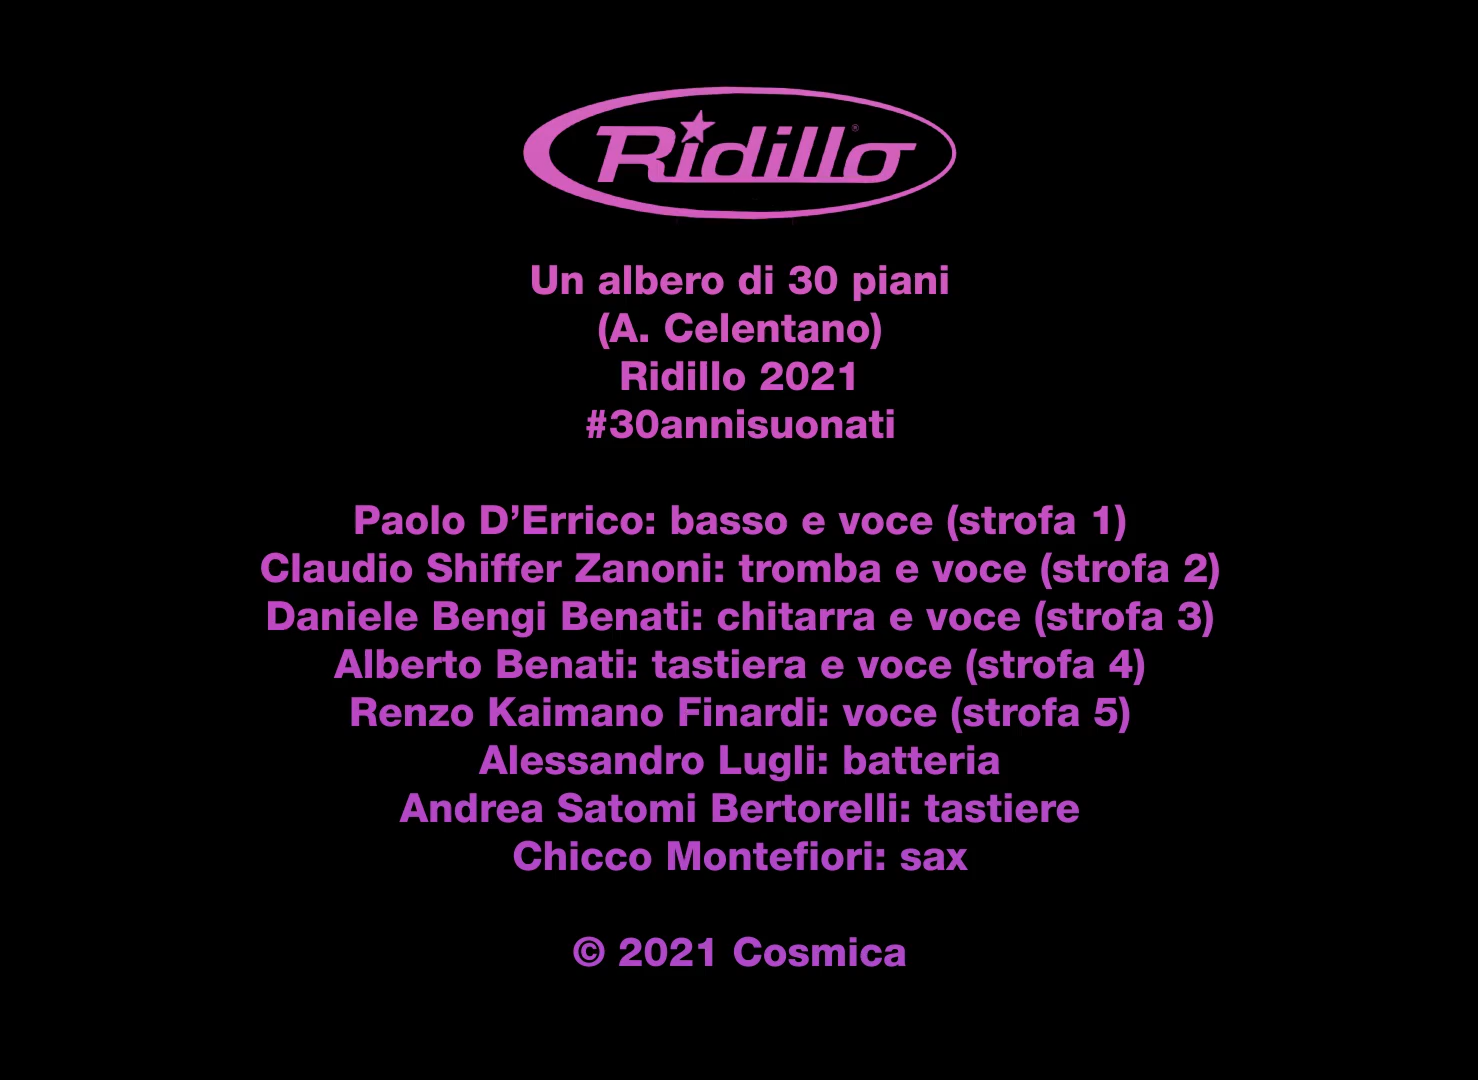 Ridillo®
Un albero di 30 piani
(A. Celentano)
Ridillo 2021
#30annisuonati
Paolo D’Errico: basso e voce (strofa 1)
Claudio Shiffer Zanoni: tromba e voce (strofa 2)
Daniele Bengi Benati: chitarra e voce (strofa 3)
Alberto Benati: tastiera e voce (strofa 4)
Renzo Kaimano Finardi: voce (strofa 5)
Alessandro Lugli: batteria
Andrea Satomi Bertorelli: tastiere
Chicco Montefiori: sax
© 2021 Cosmica